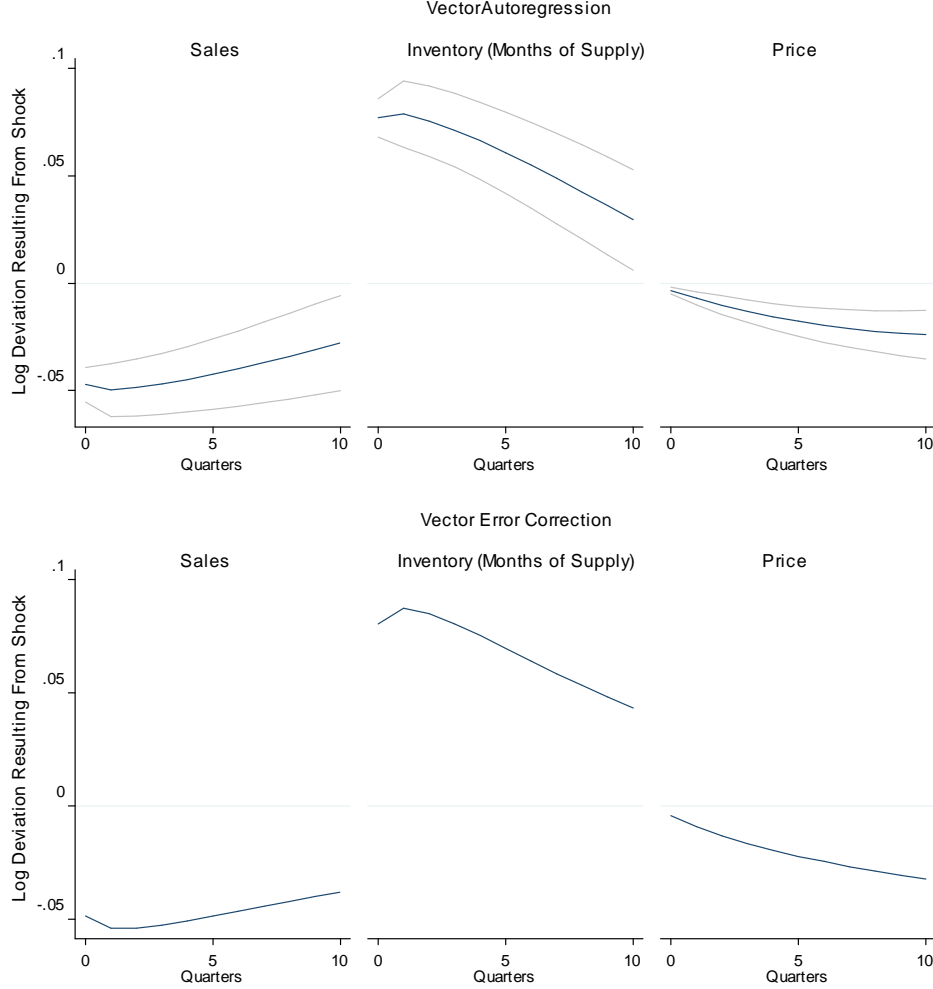 VectorAutoregression
Sales
Inventory (Months of Supply)
Price
Log Deviation Resulting From Shock
.1
.05
0
-.05
0 5 10
0 5 10
0 5 10
Quarters
Quarters
Quarters
Vector Error Correction
Sales
Inventory (Months of Supply)
Price
Log Deviation Resulting From Shock
.1
.05
0
-.05
0 5 10
0 5 10
0 5 10
Quarters
Quarters
Quarters